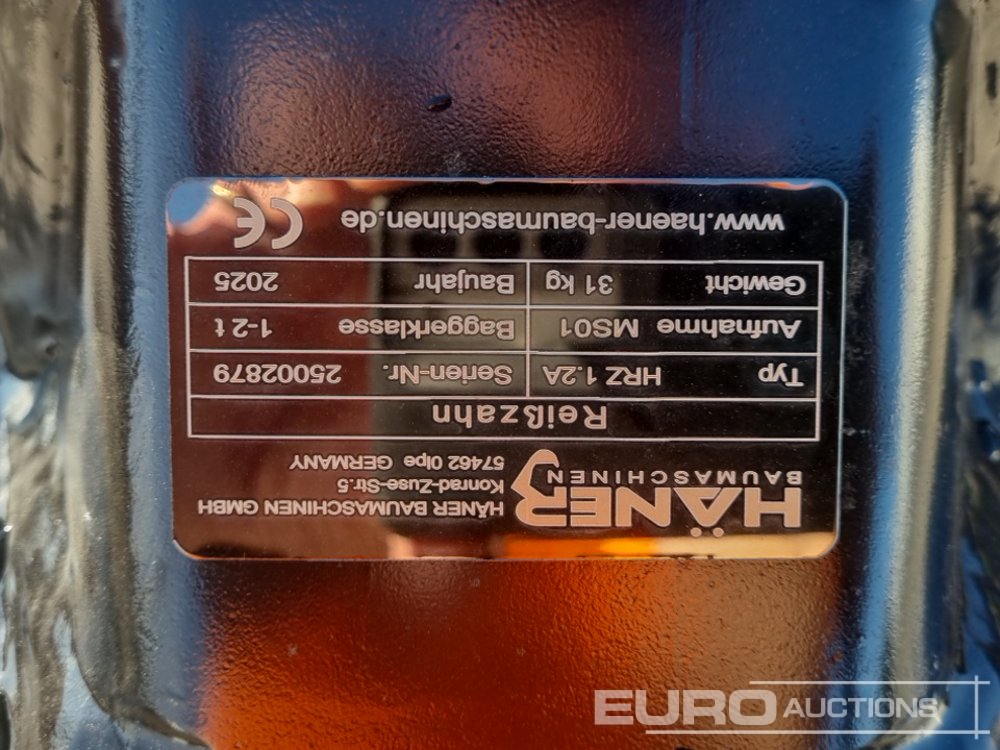 HÄNER
BAUMASCHINEN
HÄNER BAUMASCHINEN GMBH
Konrad-Zuse-Str.5
57462 Olpe GERMANY
Reißzahn
Typ HRZ 1.2A Serien-Nr. 25002879
Aufnahme MS01 Baggerklasse 1-2 t
Gewicht 31 kg Baujahr 2025
www.haener-baumaschinen.de CE
EURO AUCTIONS